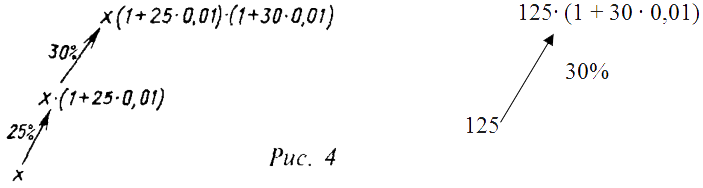 x(1+25·0,01)·(1+30·0,01)
30%
x·(1+25·0,01)
25%
x
Рис. 4
125· (1 + 30 · 0,01)
30%
125